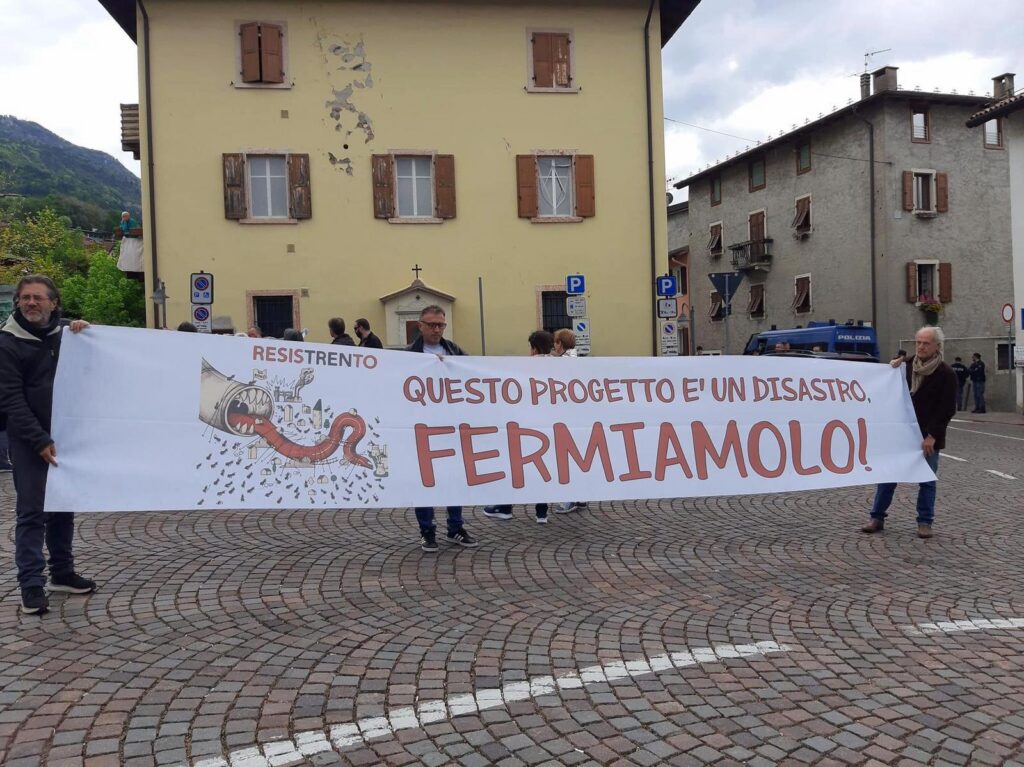 RESISTRENTO
QUESTO PROGETTO E' UN DISASTRO,
FERMIAMOLO!
P
P
POLIZIA